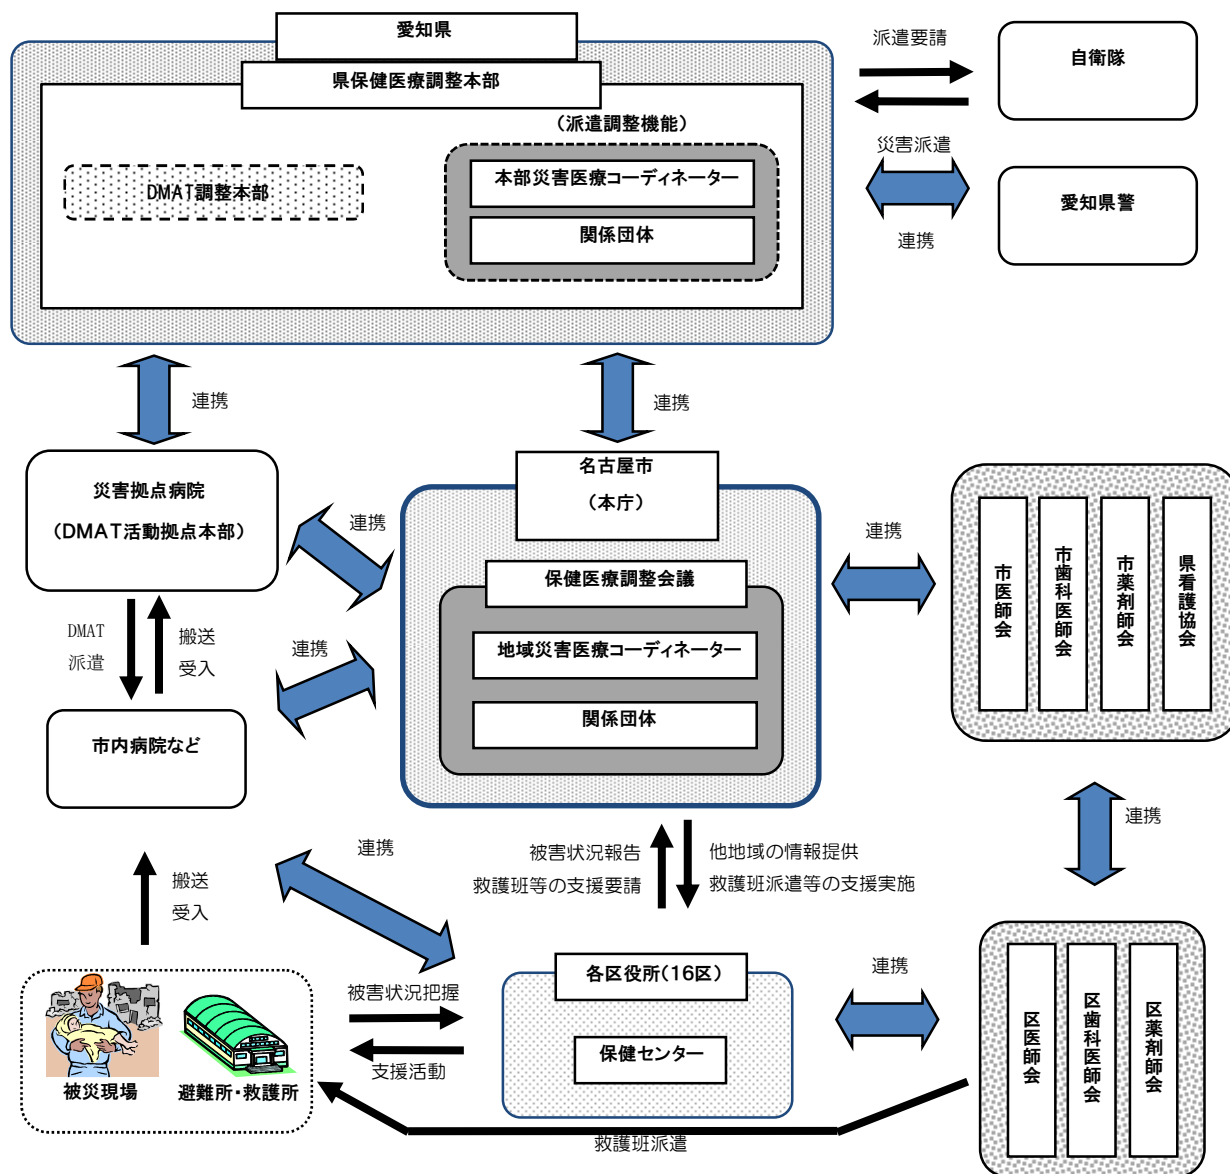 愛知県
県保健医療調整本部
（派遣調整機能）
DMAT調整本部
本部災害医療コーディネーター
関係団体
派遣要請
自衛隊
災害派遣
愛知県警
連携
連携
連携
災害拠点病院
（DMAT活動拠点本部）
連携
名古屋市
（本庁）
保健医療調整会議
地域災害医療コーディネーター
関係団体
連携
市医師会
市歯科医師会
市薬剤師会
県看護協会
DMAT
派遣
搬送
受入
連携
市内病院など
連携
被害状況報告
救護班等の支援要請
他地域の情報提供
救護班派遣等の支援実施
連携
搬送
受入
被災現場
避難所・救護所
被害状況把握
支援活動
各区役所（16区）
保健センター
連携
区医師会
区歯科医師会
区薬剤師会
救護班派遣